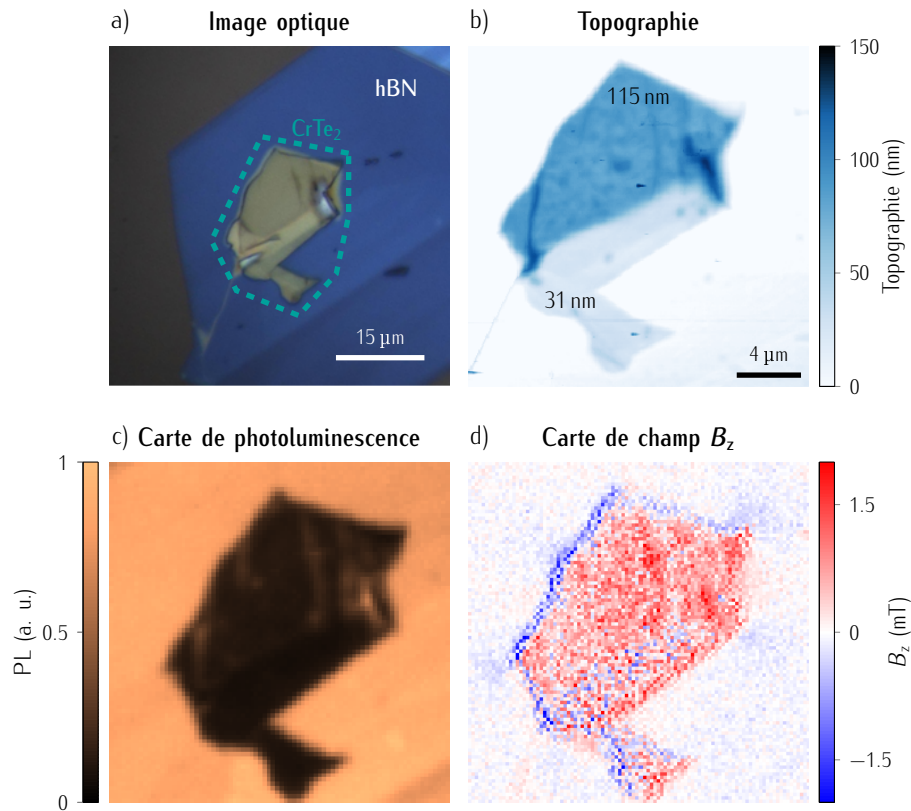 a) Image optique
hBN
CrTe₂
15 µm
b) Topographie
115 nm
31 nm
4 µm
150
100
50
0
Topographie (nm)
c) Carte de photoluminescence
1
0.5
0
PL (a. u.)
d) Carte de champ Bz
1.5
0
−1.5
Bz (mT)